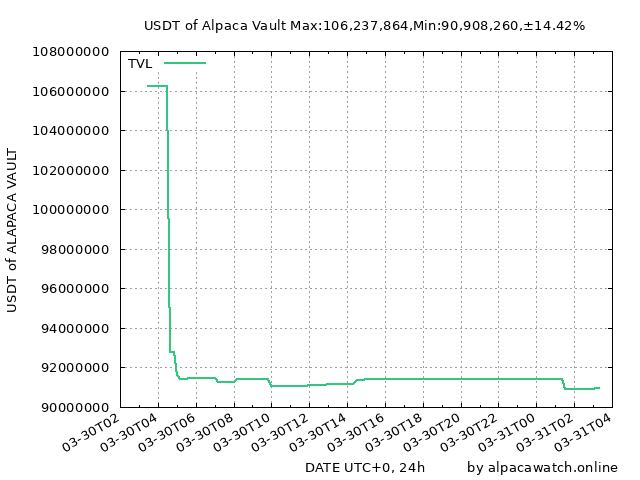 USDT of Alpaca Vault Max:106,237,864,Min:90,908,260,±14.42%
TVL
108000000
106000000
104000000
102000000
100000000
98000000
96000000
94000000
92000000
90000000
USDT of ALAPACA VAULT
03-30T02
03-30T04
03-30T06
03-30T08
03-30T10
03-30T12
03-30T14
03-30T16
03-30T18
03-30T20
03-30T22
03-31T00
03-31T02
03-31T04
DATE UTC+0, 24h
by alpacawatch.online